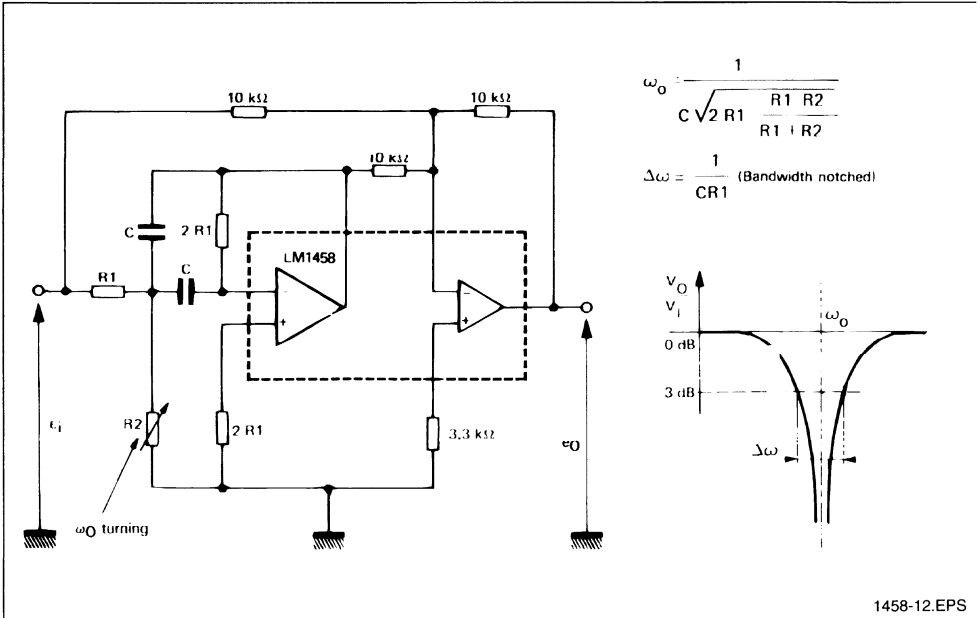 10 kΩ
10 kΩ
10 kΩ
C
2 R1
LM1458
C
R1
-
+
-
+
R2
2 R1
3.3 kΩ
ωO turning
eO
ωo = 1
C √ 2 R1 R1 R2
R1 + R2
Δω = 1 (Bandwidth notched)
CR1
VO
Vi
ωo
0 dB
3 dB
Δω
1458-12.EPS